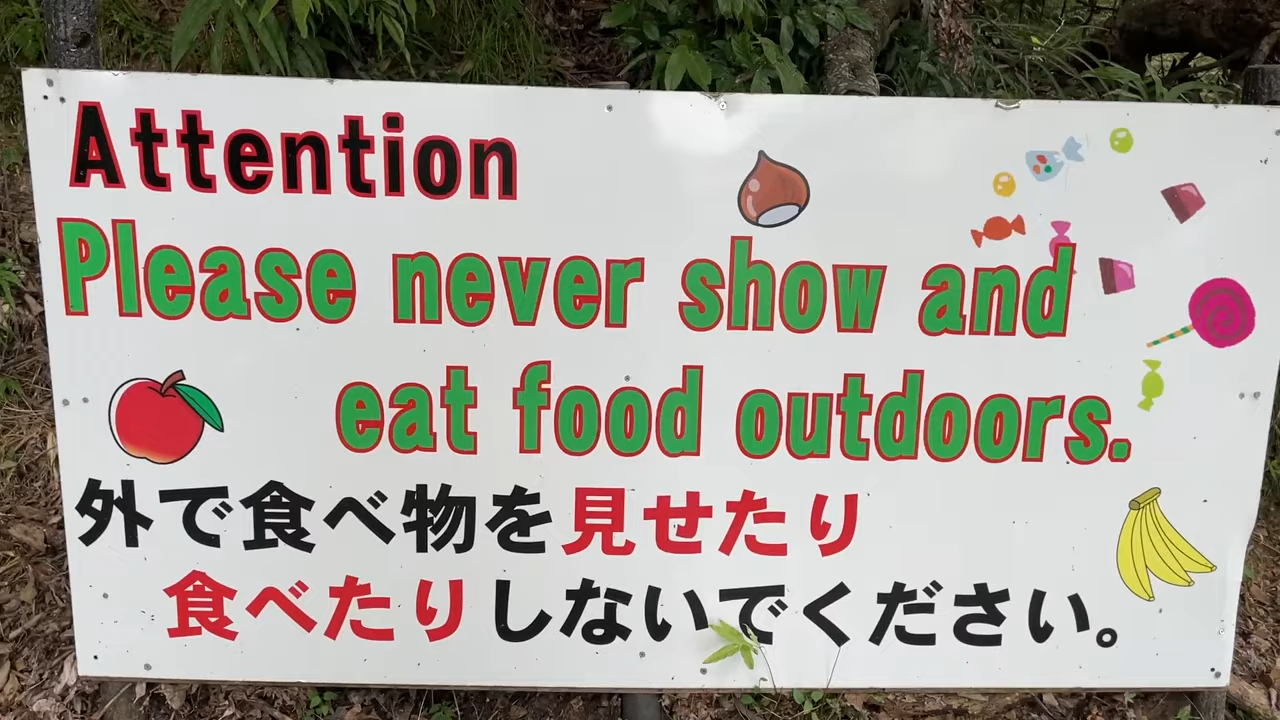 Attention
Please never show and
eat food outdoors.
外で食べ物を見せたり
食べたりしないでください。